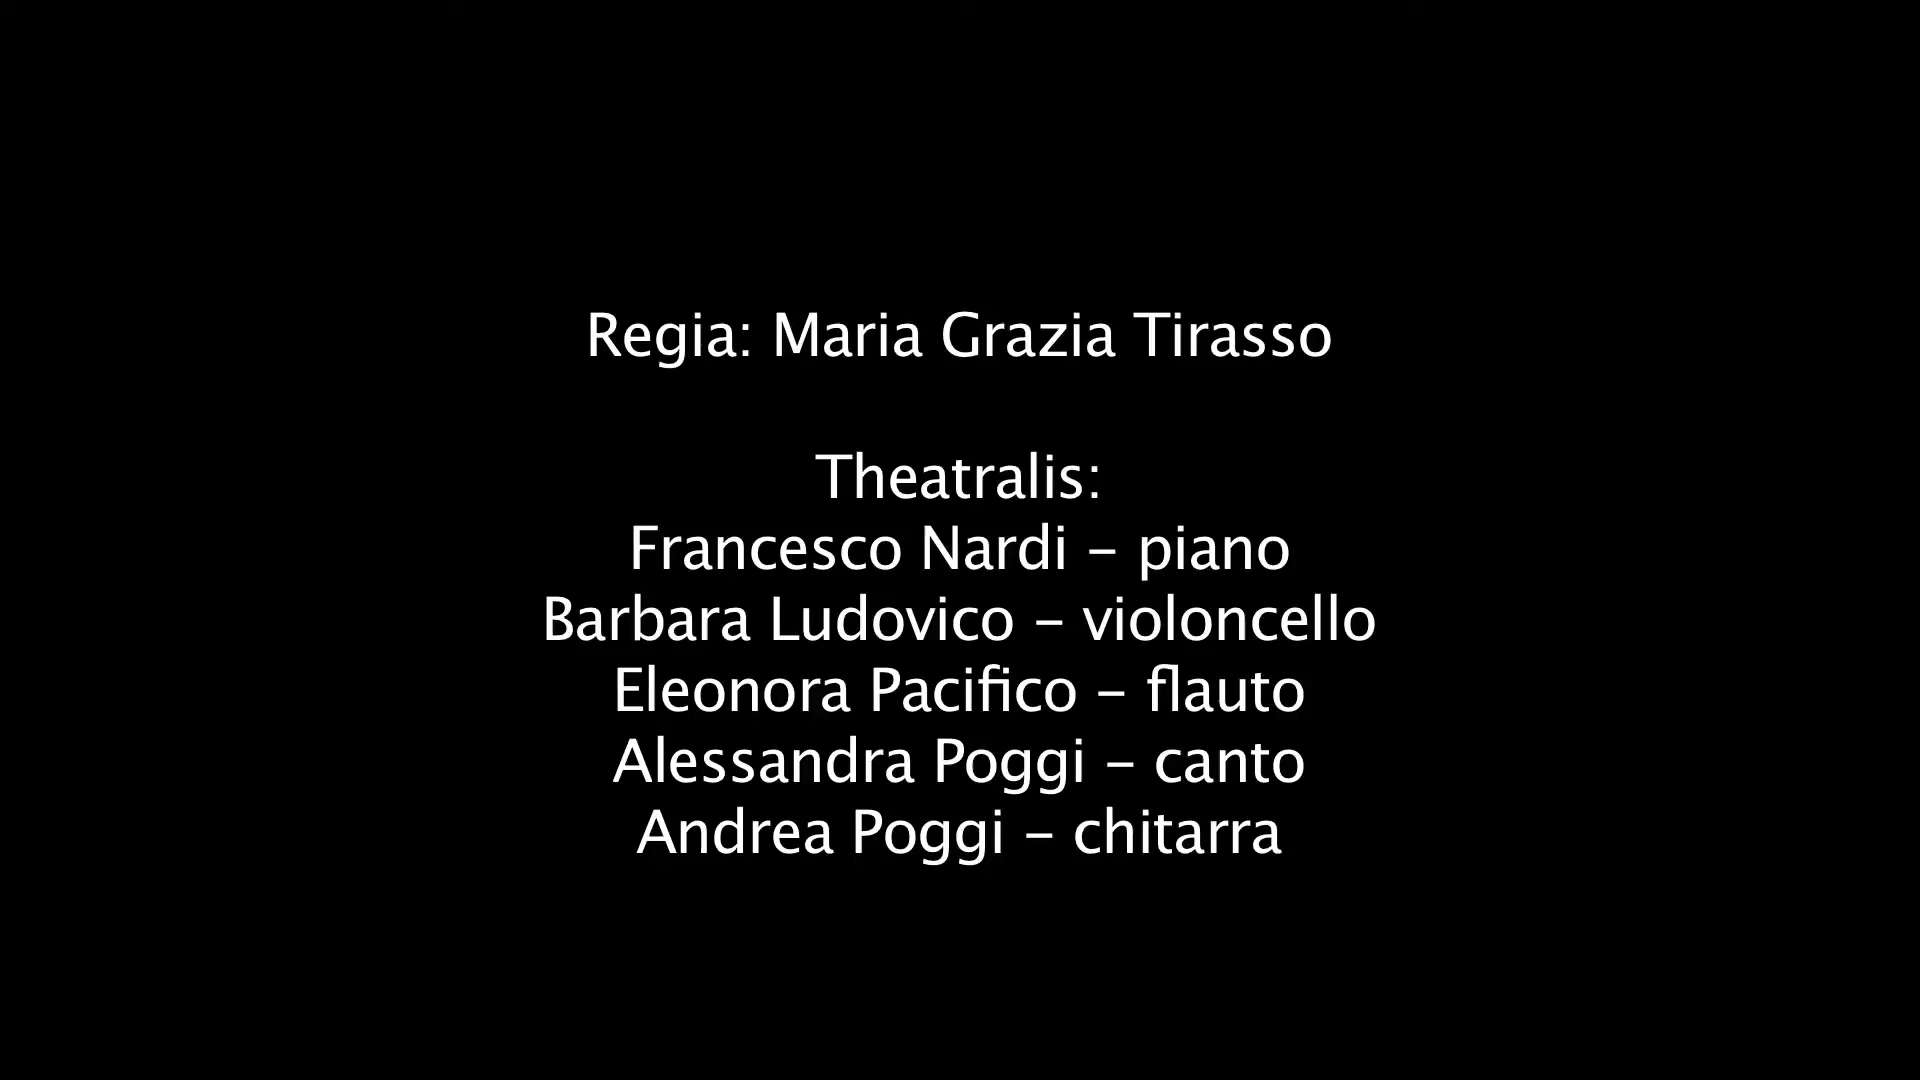 Regia: Maria Grazia Tirasso
Theatralis:
Francesco Nardi – piano
Barbara Ludovico – violoncello
Eleonora Pacifico – flauto
Alessandra Poggi – canto
Andrea Poggi – chitarra